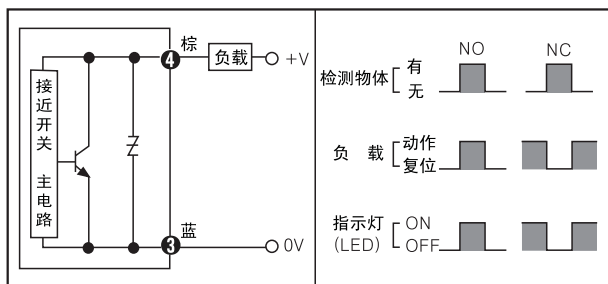 棕
4
负载
+V
接近开关 主电路
蓝
3
0V
NO NC
检测物体 有
无
负 载 动作
复位
指示灯 ON
(LED) OFF